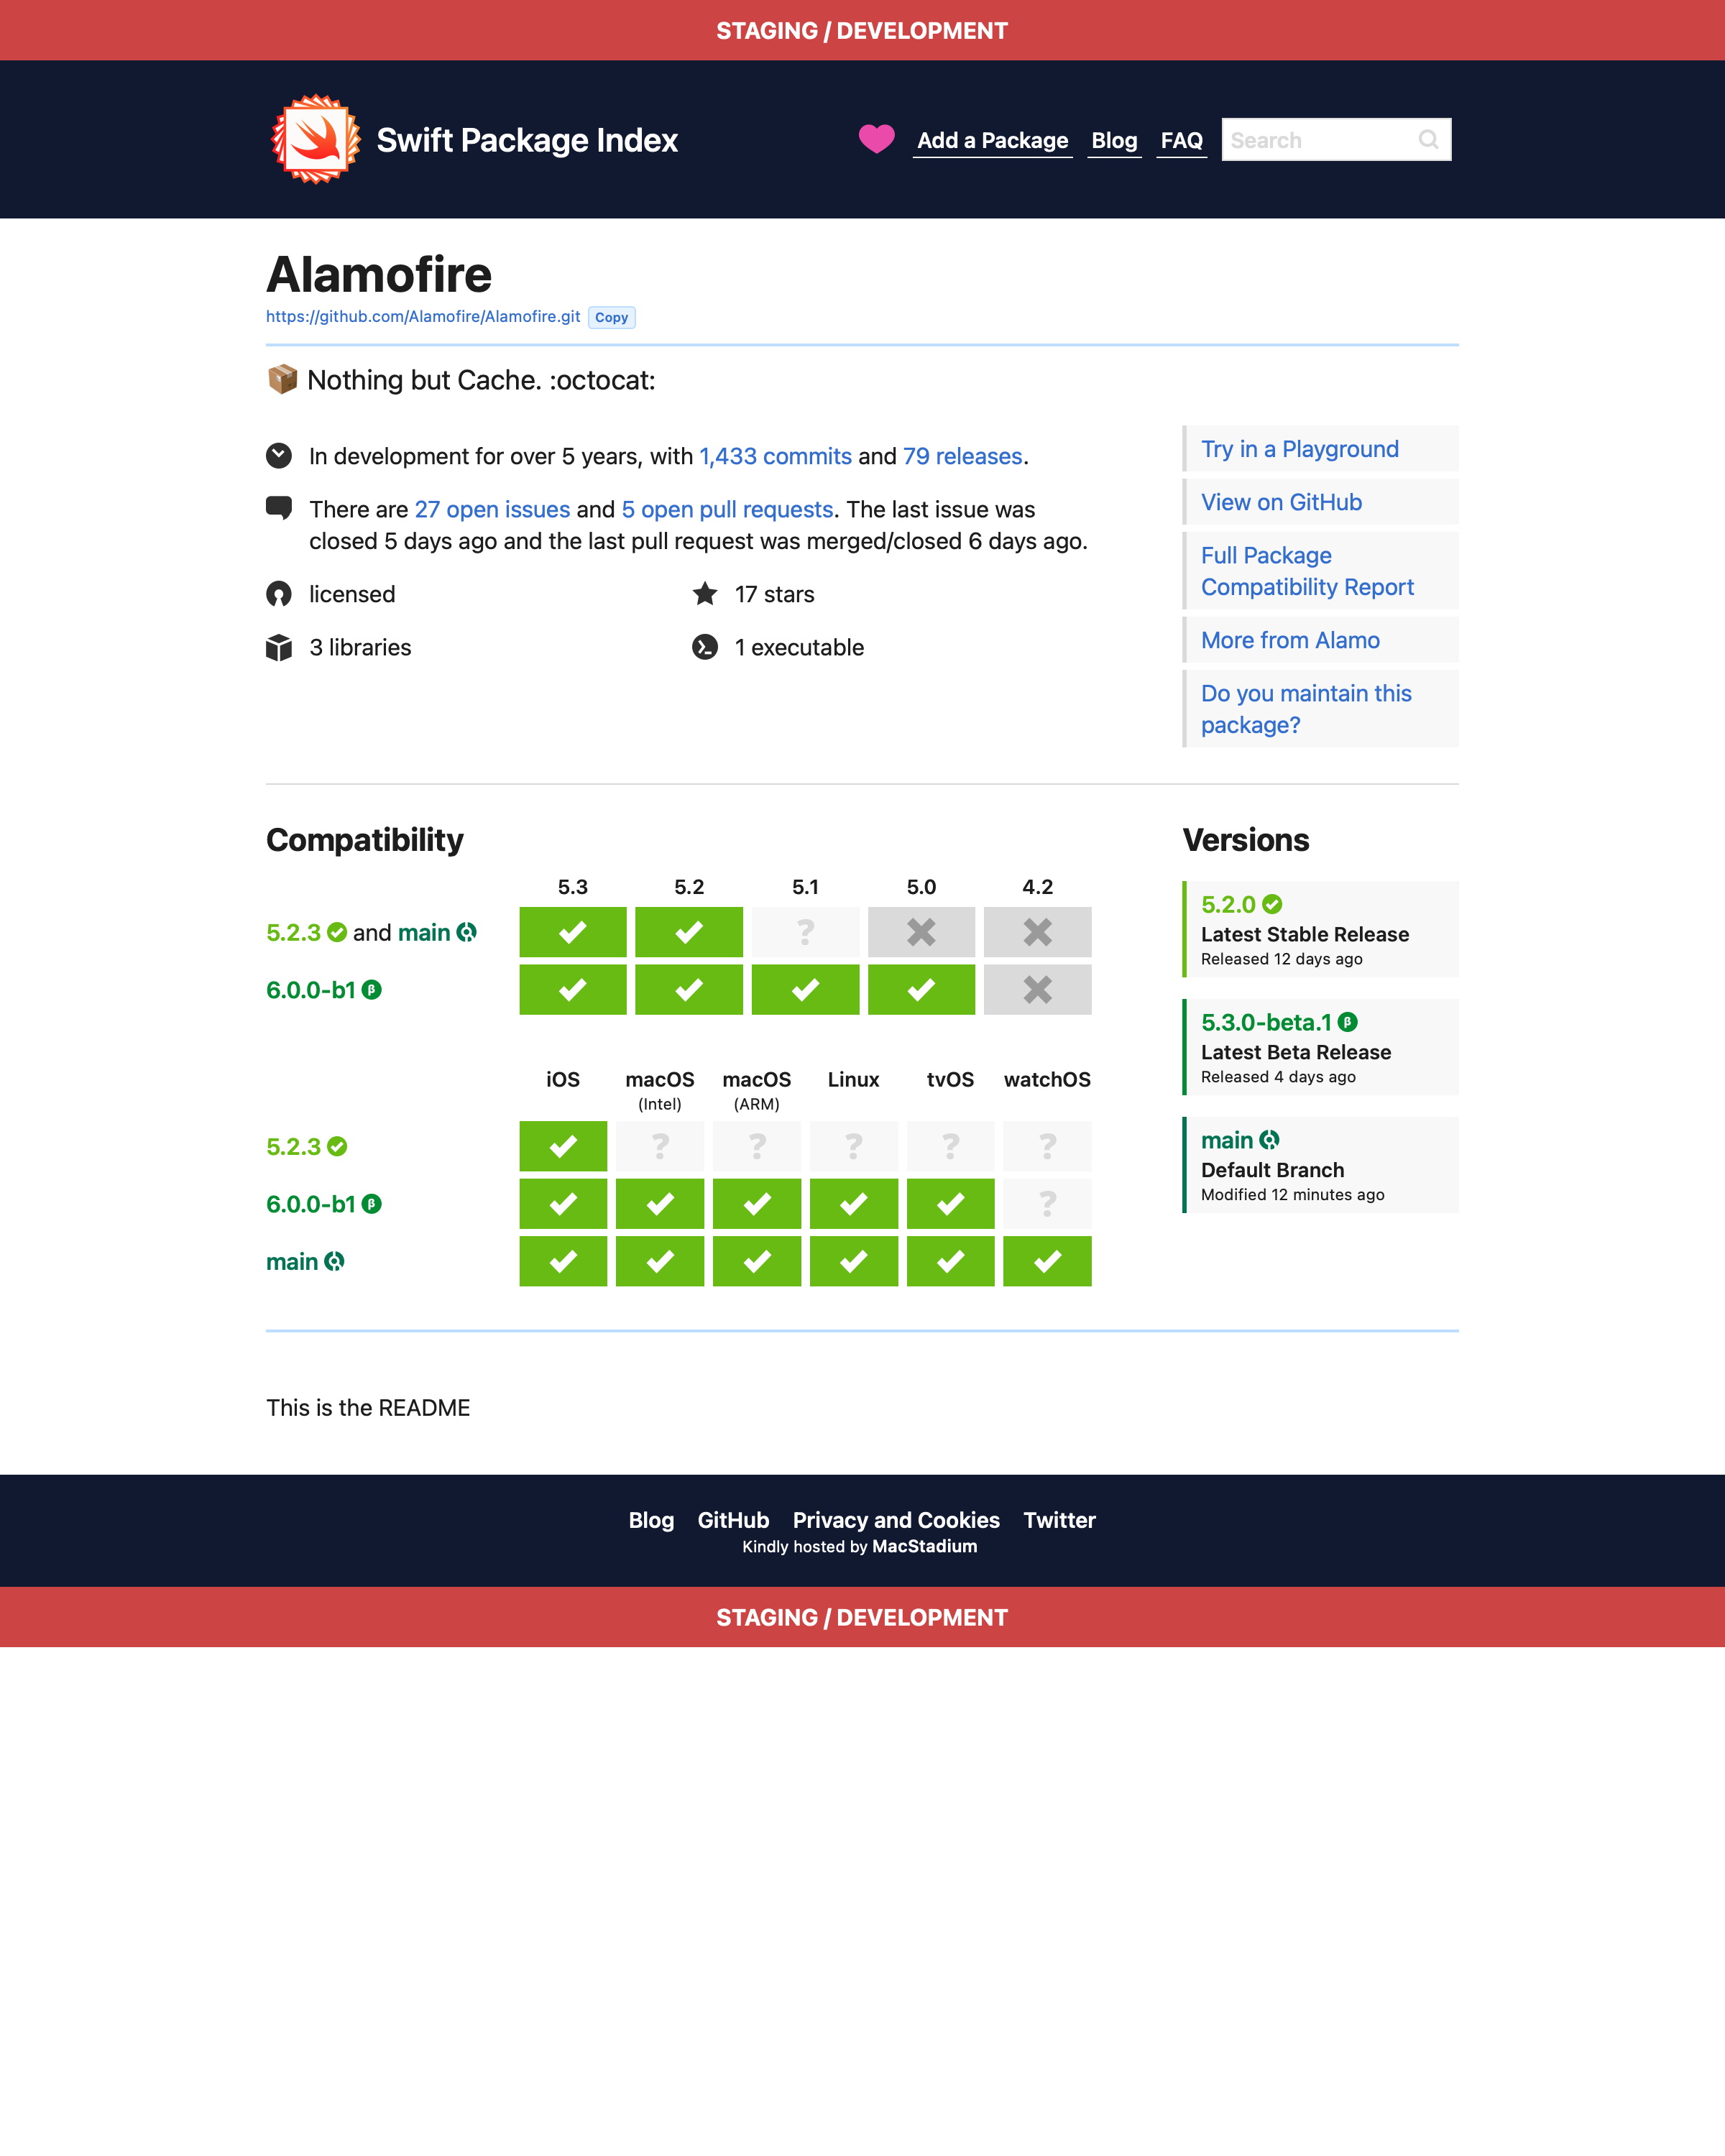 STAGING / DEVELOPMENT
Swift Package Index
Add a Package Blog FAQ Search
Alamofire
https://github.com/Alamofire/Alamofire.git Copy
📦 Nothing but Cache. :octocat:
In development for over 5 years, with 1,433 commits and 79 releases.
There are 27 open issues and 5 open pull requests. The last issue was
closed 5 days ago and the last pull request was merged/closed 6 days ago.
licensed
17 stars
3 libraries
1 executable
Try in a Playground
View on GitHub
Full Package
Compatibility Report
More from Alamo
Do you maintain this
package?
Compatibility
5.3 5.2 5.1 5.0 4.2
5.2.3 and main ?
6.0.0-b1 β
iOS macOS macOS Linux tvOS watchOS
(Intel) (ARM)
5.2.3 ? ? ? ? ?
6.0.0-b1 β ?
main
Versions
5.2.0
Latest Stable Release
Released 12 days ago
5.3.0-beta.1 β
Latest Beta Release
Released 4 days ago
main
Default Branch
Modified 12 minutes ago
This is the README
Blog GitHub Privacy and Cookies Twitter
Kindly hosted by MacStadium
STAGING / DEVELOPMENT